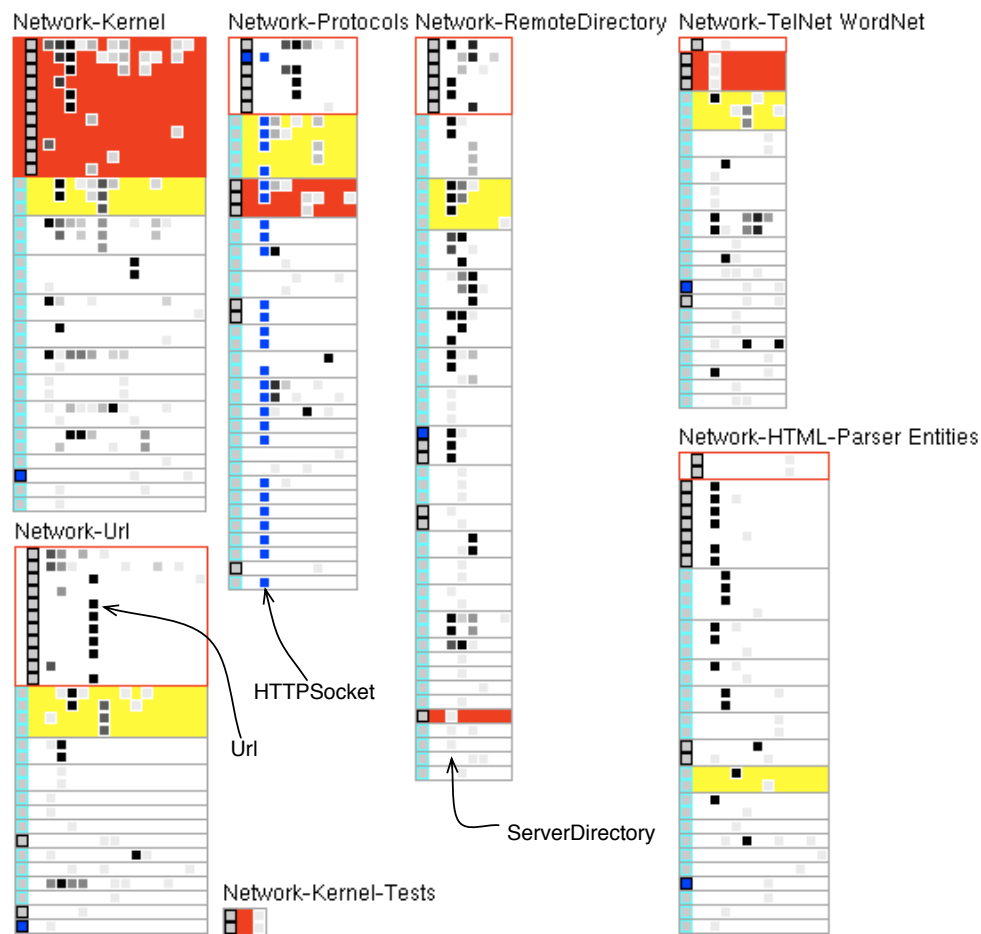 Network-Kernel
Network-Protocols
Network-RemoteDirectory
Network-TelNet WordNet
Network-HTML-Parser Entities
Network-Url
HTTPSocket
Url
ServerDirectory
Network-Kernel-Tests